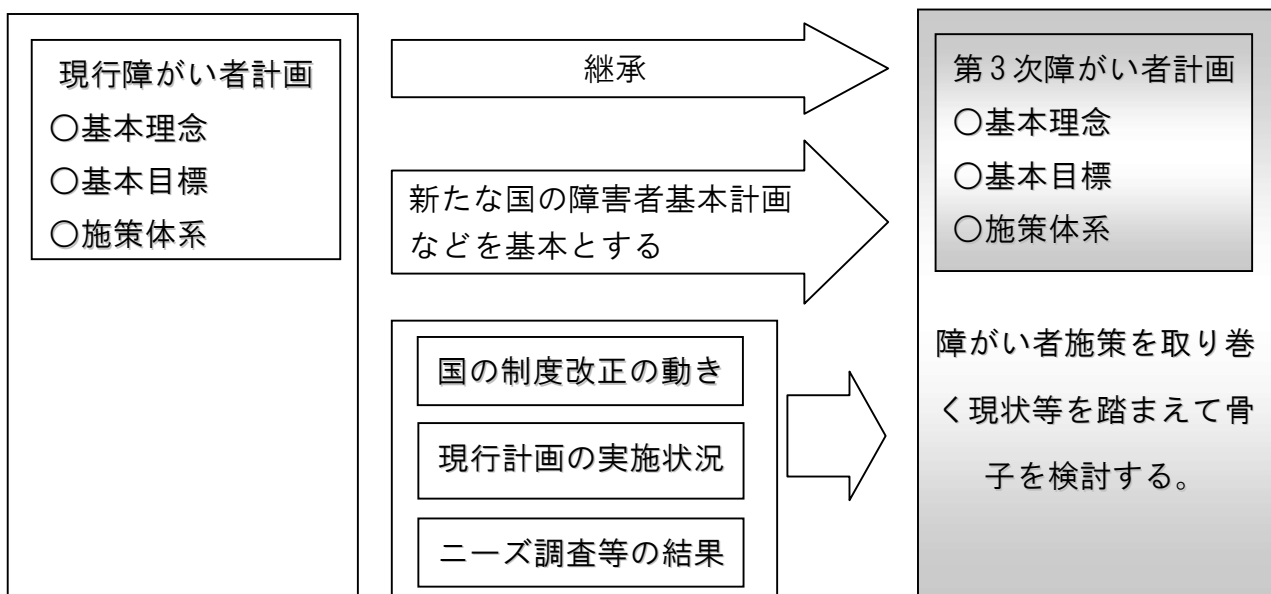 現行障がい者計画
○基本理念
○基本目標
○施策体系
継承
新たな国の障害者基本計画
などを基本とする
国の制度改正の動き
現行計画の実施状況
ニーズ調査等の結果
第3次障がい者計画
○基本理念
○基本目標
○施策体系
障がい者施策を取り巻
く現状等を踏まえて骨
子を検討する。